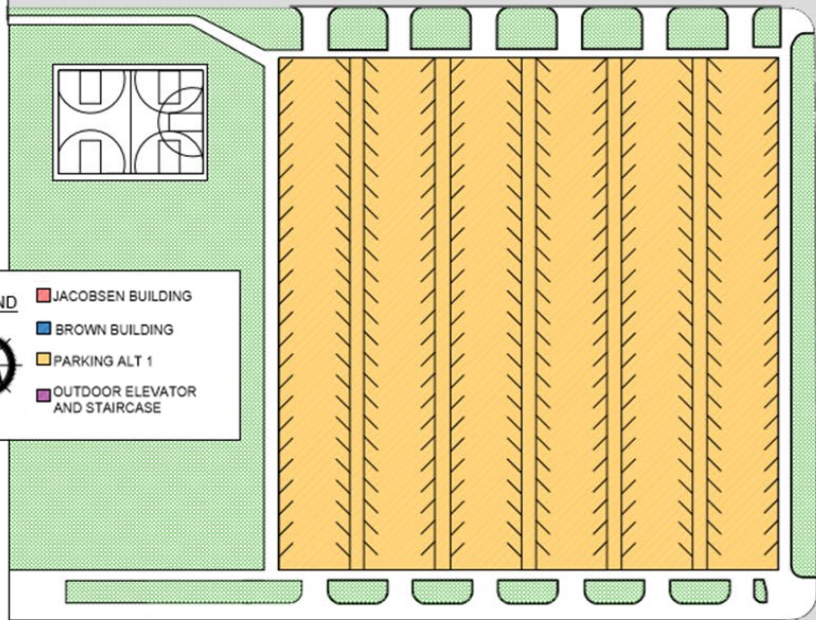 ND
JACOBSEN BUILDING
BROWN BUILDING
PARKING ALT 1
OUTDOOR ELEVATOR
AND STAIRCASE